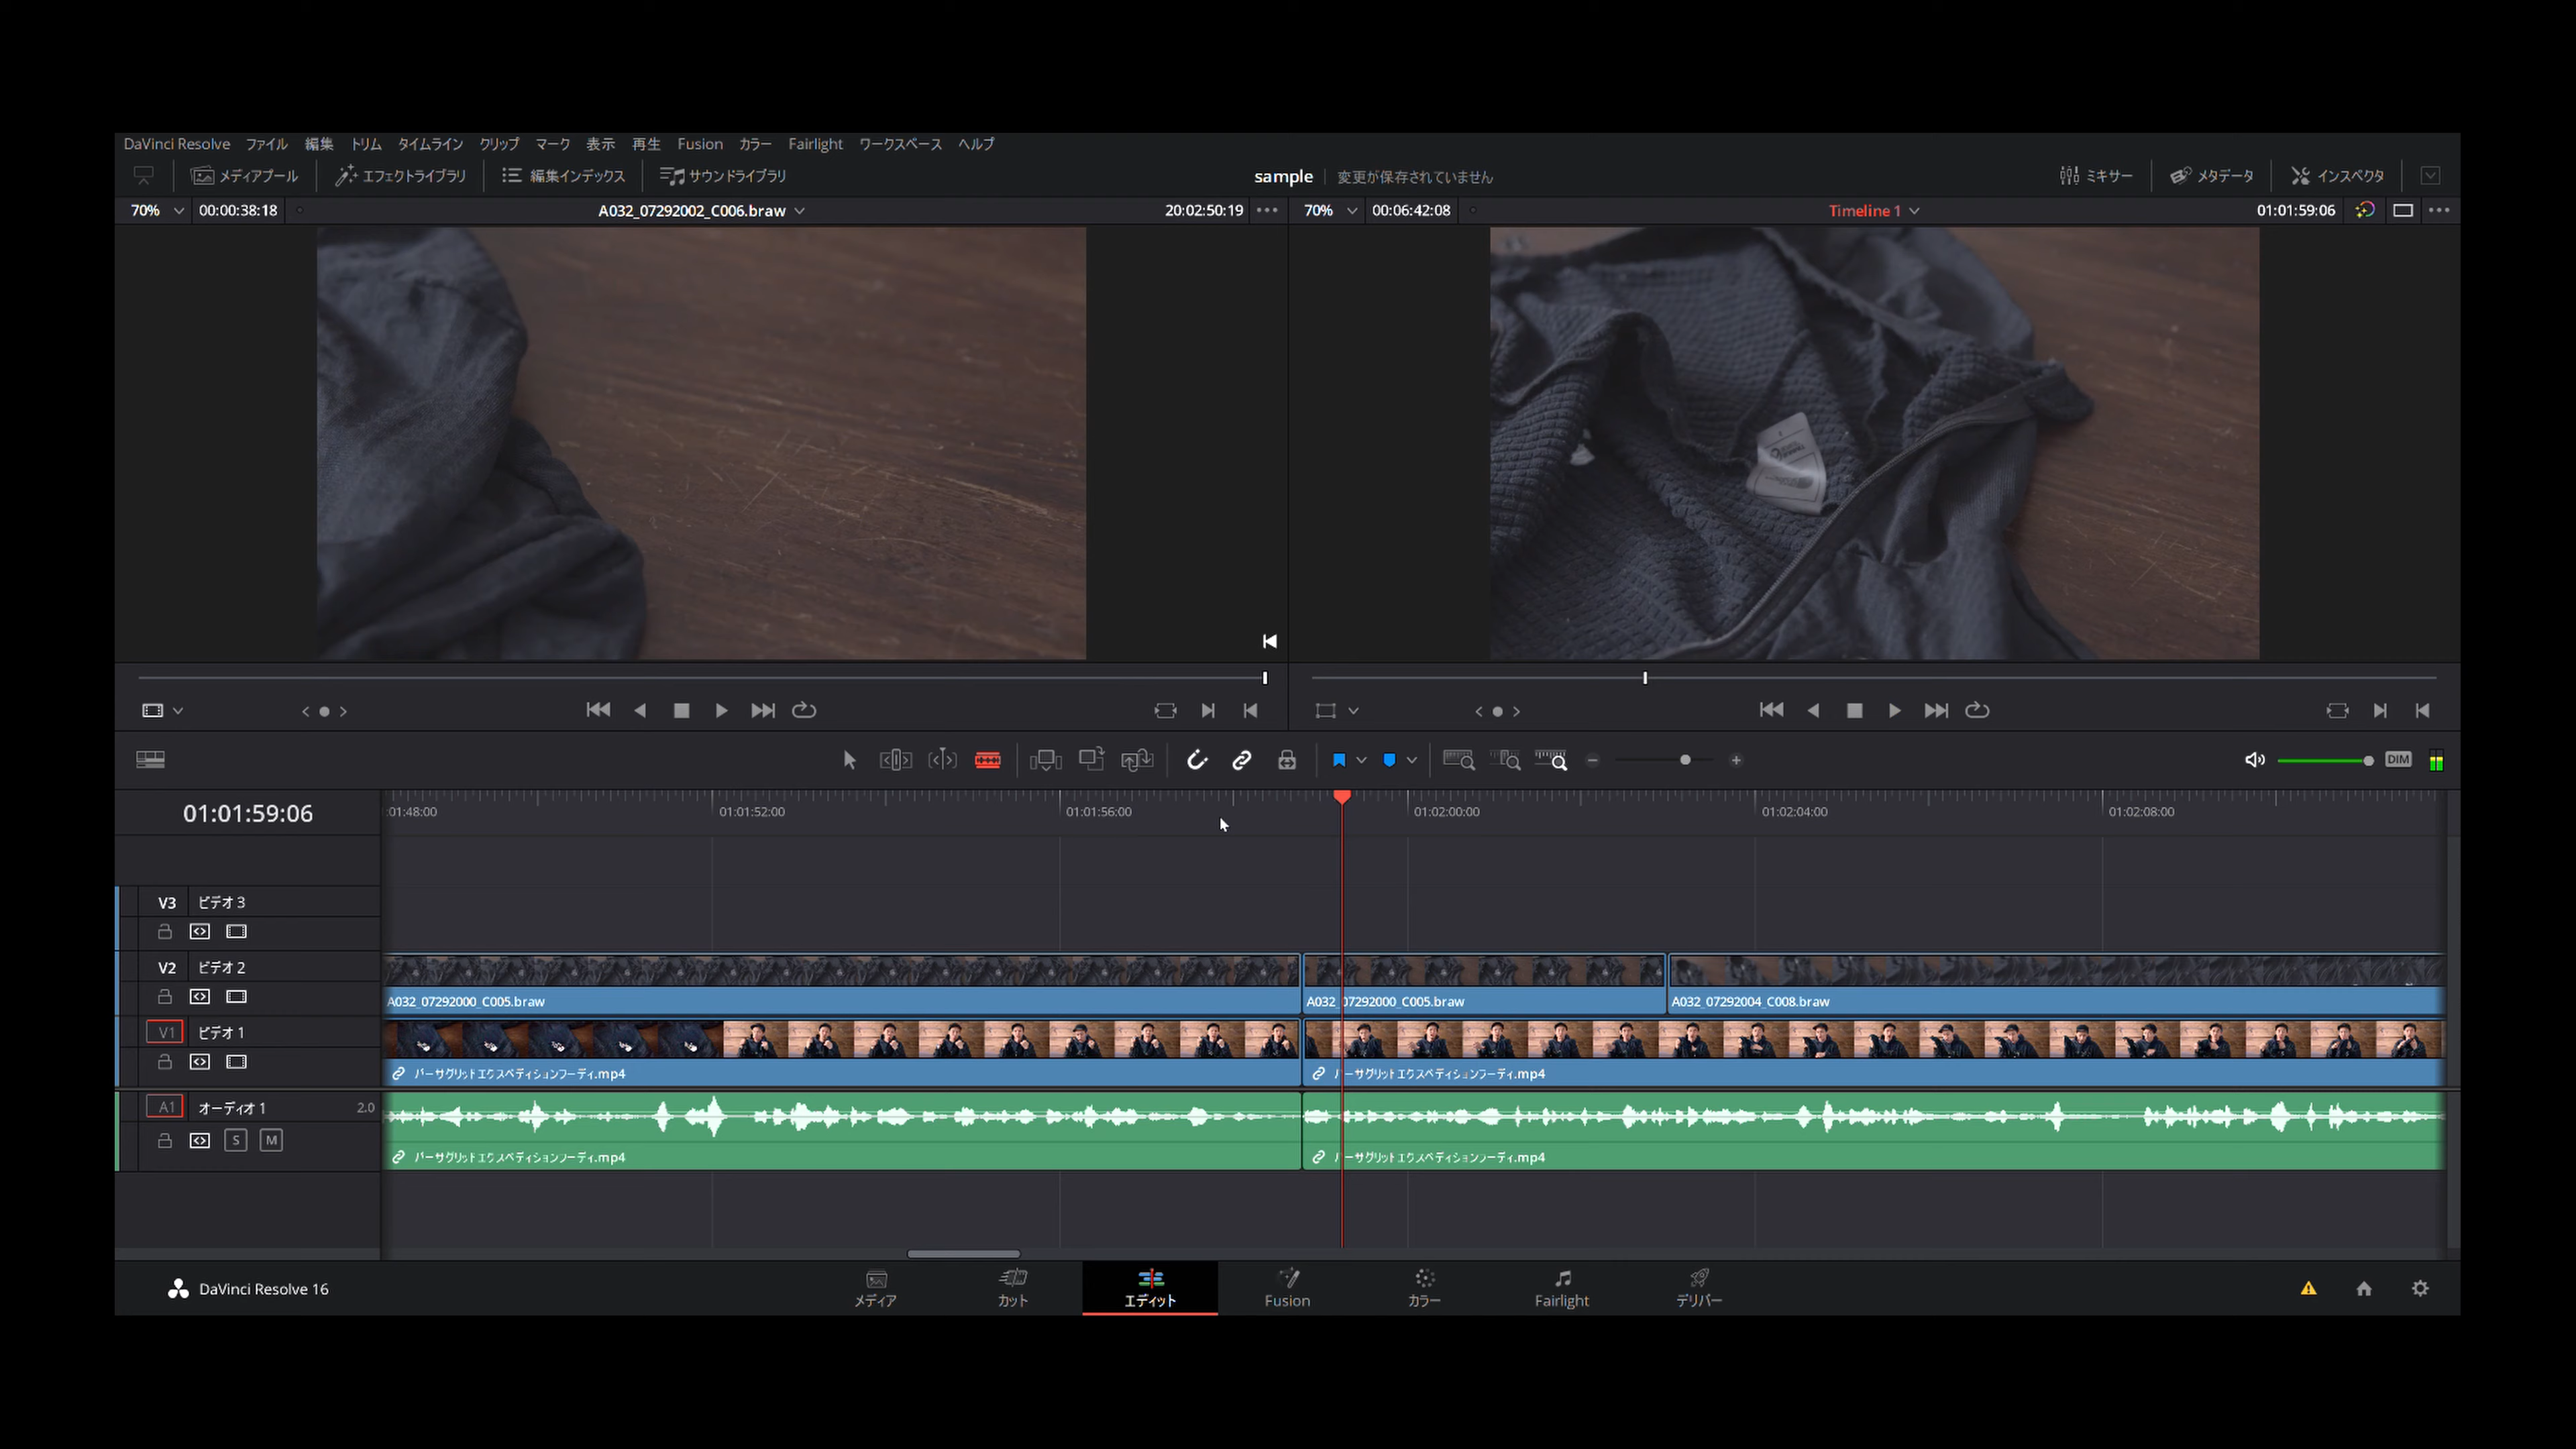 DaVinci Resolve ファイル 編集 トリム タイムライン クリップ マーク 表示 再生 Fusion カラー Fairlight ワークスペース ヘルプ
メディアプール エフェクトライブラリ 編集インデックス サウンドライブラリ sample 変更が保存されていません ミキサー メタデータ インスペクタ
70% 00:00:38:18 A032_07292002_C006.braw 20:02:50:19 70% 00:06:42:08 Timeline 1 01:01:59:06
DIM
01:01:59:06 :01:48:00 01:01:52:00 01:01:56:00 01:02:00:00 01:02:04:00 01:02:08:00
V3 ビデオ 3
V2 ビデオ 2
A032_07292000_C005.braw A032_07292000_C005.braw A032_07292004_C008.braw
V1 ビデオ 1
バーサグリットエクスペディションフーディ.mp4 バーサグリットエクスペディションフーディ.mp4
A1 オーディオ 1 2.0
S M
バーサグリットエクスペディションフーディ.mp4 バーサグリットエクスペディションフーディ.mp4
DaVinci Resolve 16 メディア カット エディット Fusion カラー Fairlight デリバー